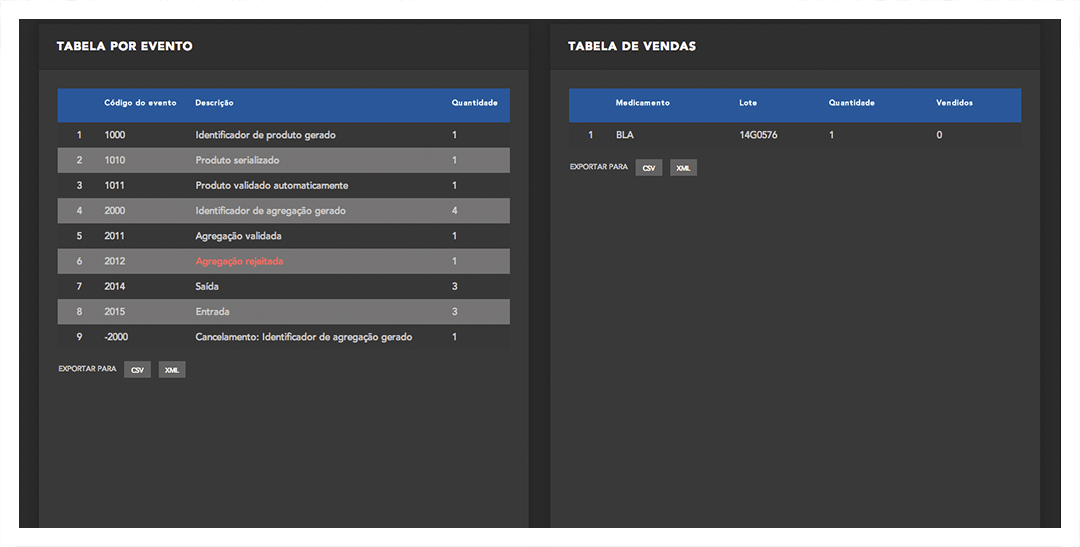 TABELA POR EVENTO
Código do evento Descrição Quantidade
1 1000 Identificador de produto gerado 1
2 1010 Produto serializado 1
3 1011 Produto validado automaticamente 1
4 2000 Identificador de agregação gerado 4
5 2011 Agregação validada 1
6 2012 Agregação rejeitada 1
7 2014 Saída 3
8 2015 Entrada 3
9 -2000 Cancelamento: Identificador de agregação gerado 1
EXPORTAR PARA CSV XML
TABELA DE VENDAS
Medicamento Lote Quantidade Vendidos
1 BLA 14G0576 1 0
EXPORTAR PARA CSV XML